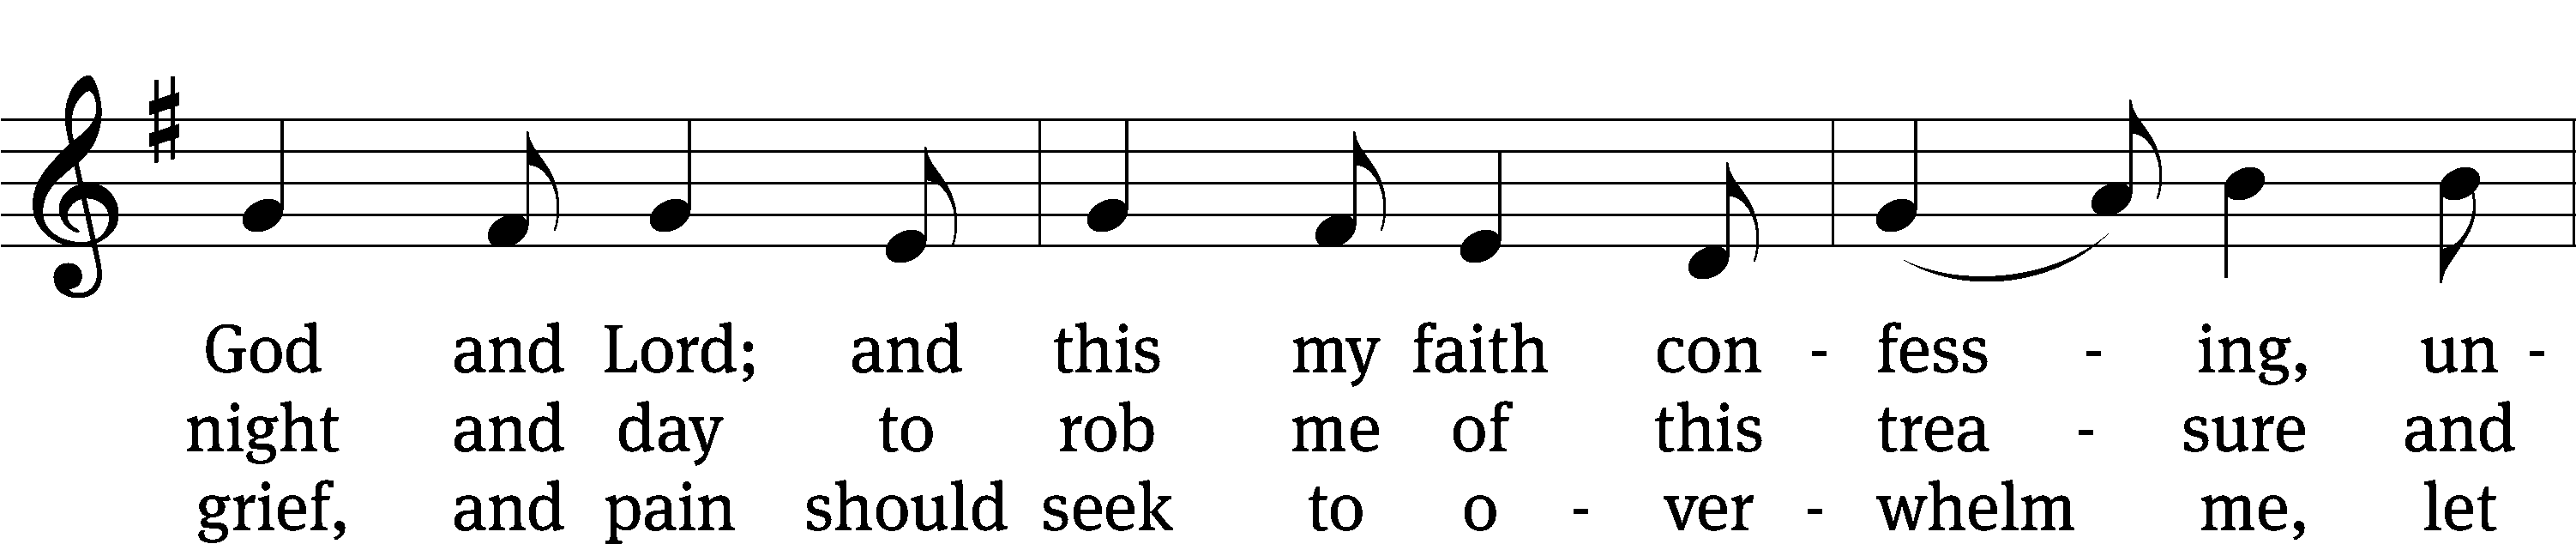 God and Lord; and this my faith con - fess - ing, un -
night and day to rob me of this trea - sure and
grief, and pain should seek to o - ver - whelm me, let